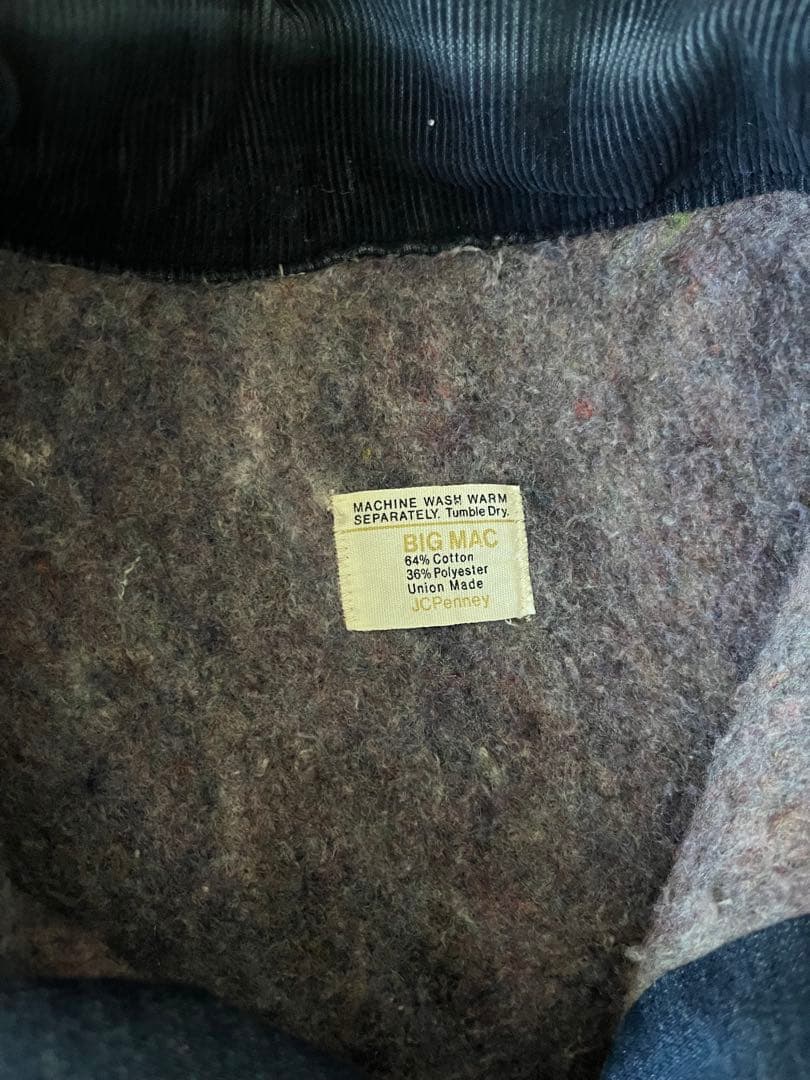 MACHINE WASH WARM
SEPARATELY. Tumble Dry.
BIG MAC
64% Cotton
36% Polyester
Union Made
JCPenney